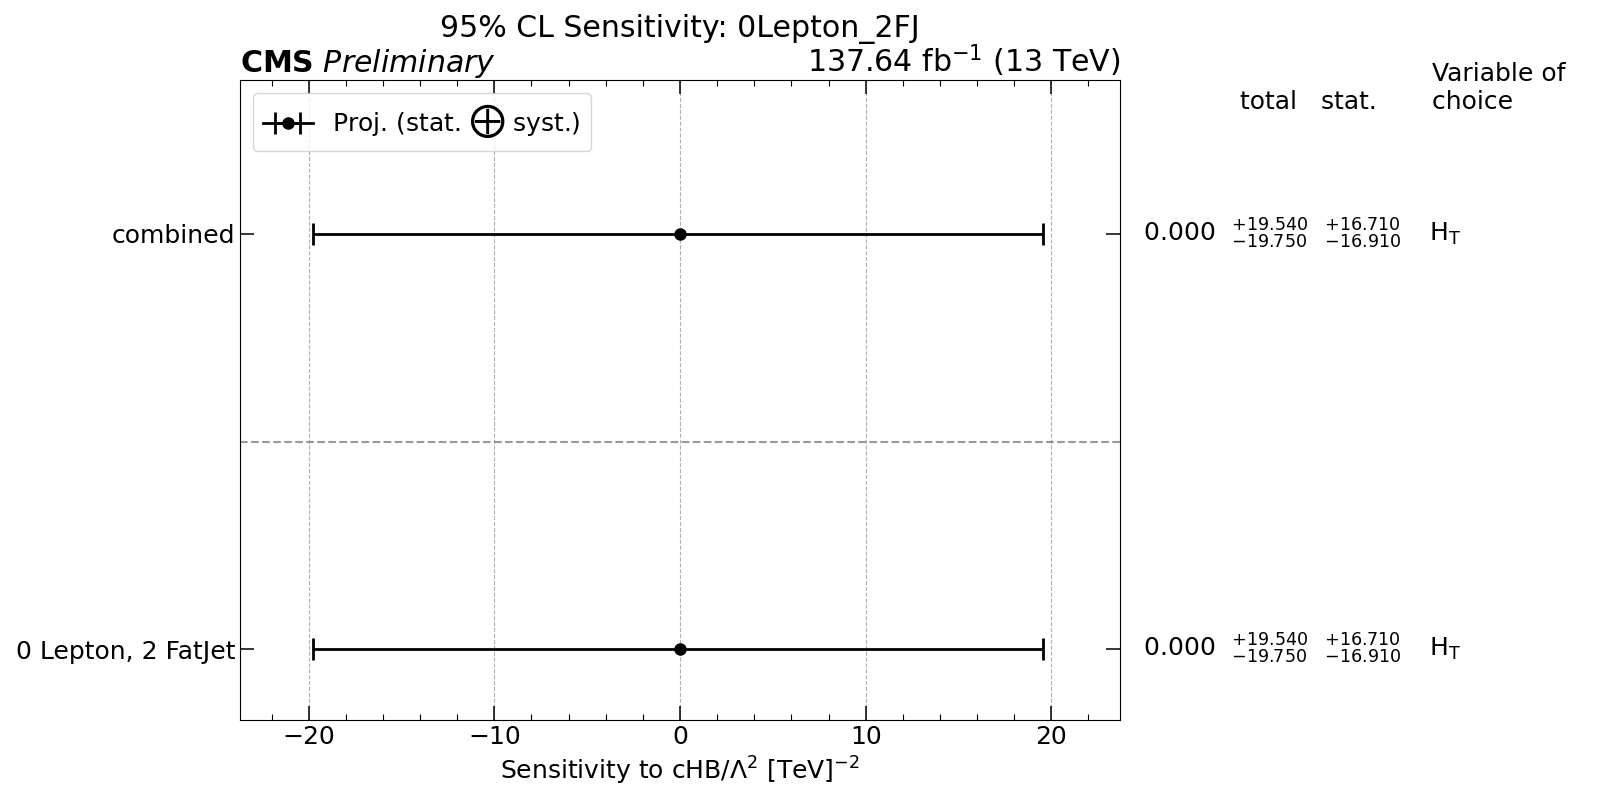 95% CL Sensitivity: 0Lepton_2FJ
CMS Preliminary 137.64 fb⁻¹ (13 TeV)
Variable of
total stat. choice
Proj. (stat. ⊕ syst.)
combined 0.000 +19.540 −19.750 +16.710 −16.910 H_T
0 Lepton, 2 FatJet 0.000 +19.540 −19.750 +16.710 −16.910 H_T
−20 −10 0 10 20
Sensitivity to cHB/Λ² [TeV]⁻²